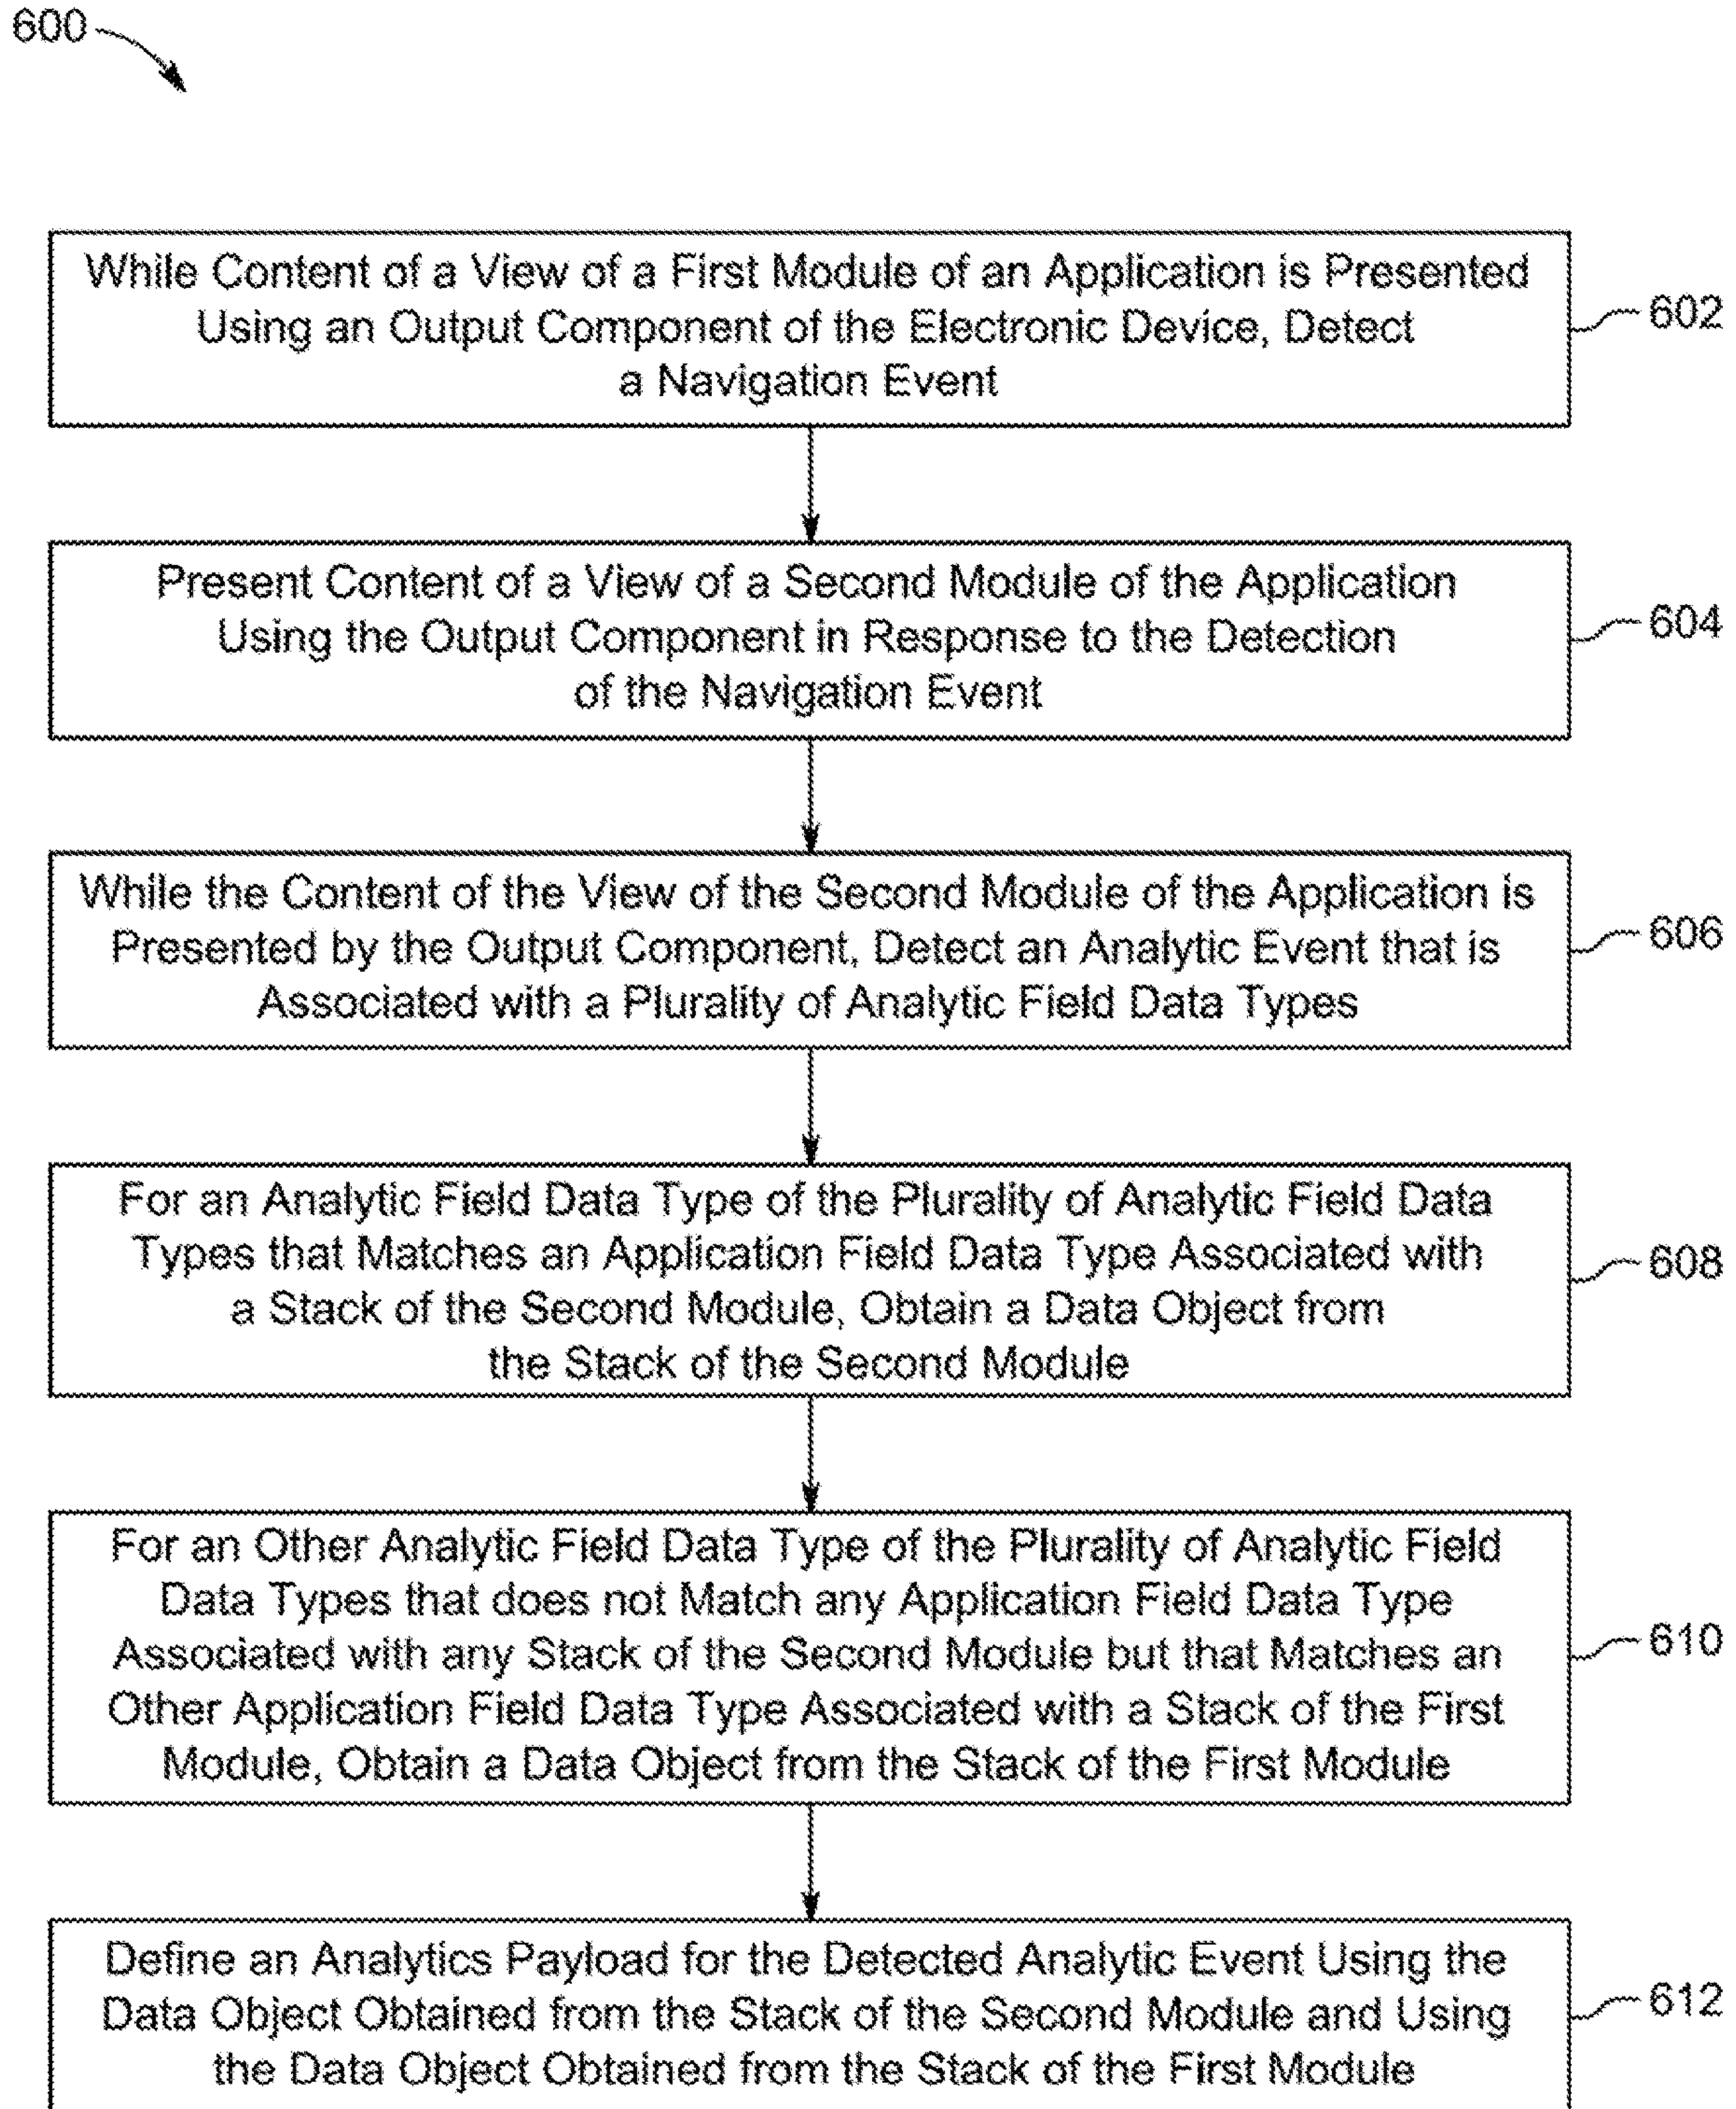 600
While Content of a View of a First Module of an Application is Presented
Using an Output Component of the Electronic Device, Detect
a Navigation Event
602
Present Content of a View of a Second Module of the Application
Using the Output Component in Response to the Detection
of the Navigation Event
604
While the Content of the View of the Second Module of the Application is
Presented by the Output Component, Detect an Analytic Event that is
Associated with a Plurality of Analytic Field Data Types
606
For an Analytic Field Data Type of the Plurality of Analytic Field Data
Types that Matches an Application Field Data Type Associated with
a Stack of the Second Module, Obtain a Data Object from
the Stack of the Second Module
608
For an Other Analytic Field Data Type of the Plurality of Analytic Field
Data Types that does not Match any Application Field Data Type
Associated with any Stack of the Second Module but that Matches an
Other Application Field Data Type Associated with a Stack of the First
Module, Obtain a Data Object from the Stack of the First Module
610
Define an Analytics Payload for the Detected Analytic Event Using the
Data Object Obtained from the Stack of the Second Module and Using
the Data Object Obtained from the Stack of the First Module
612